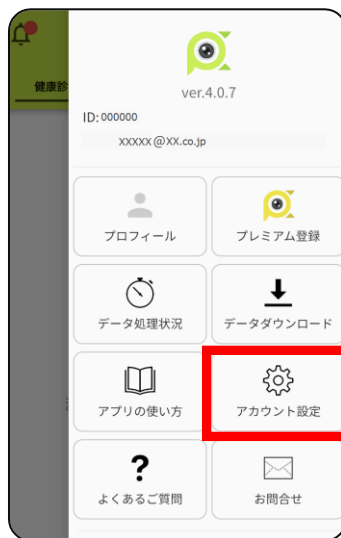 健康診
ver.4.0.7
ID:000000
XXXXX@XX.co.jp
プロフィール
プレミアム登録
データ処理状況
データダウンロード
アプリの使い方
アカウント設定
?
よくあるご質問
お問合せ